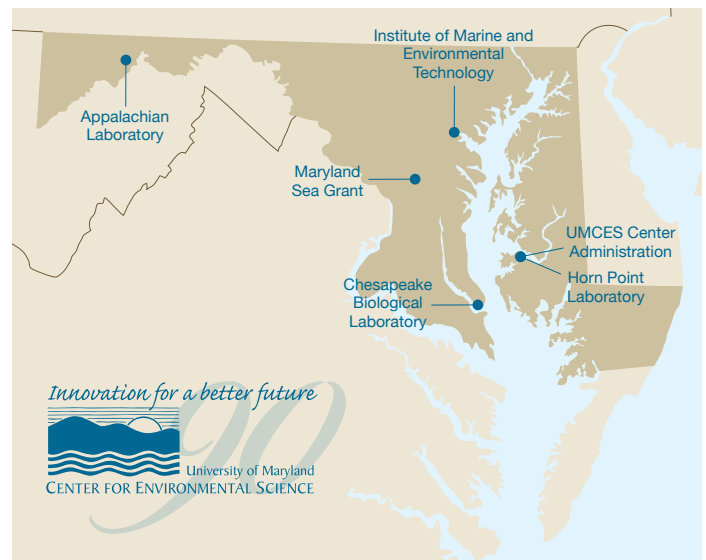 Institute of Marine and
Environmental
Technology
Appalachian
Laboratory
Maryland
Sea Grant
UMCES Center
Administration
Horn Point
Laboratory
Chesapeake
Biological
Laboratory
Innovation for a better future
90
University of Maryland
CENTER FOR ENVIRONMENTAL SCIENCE